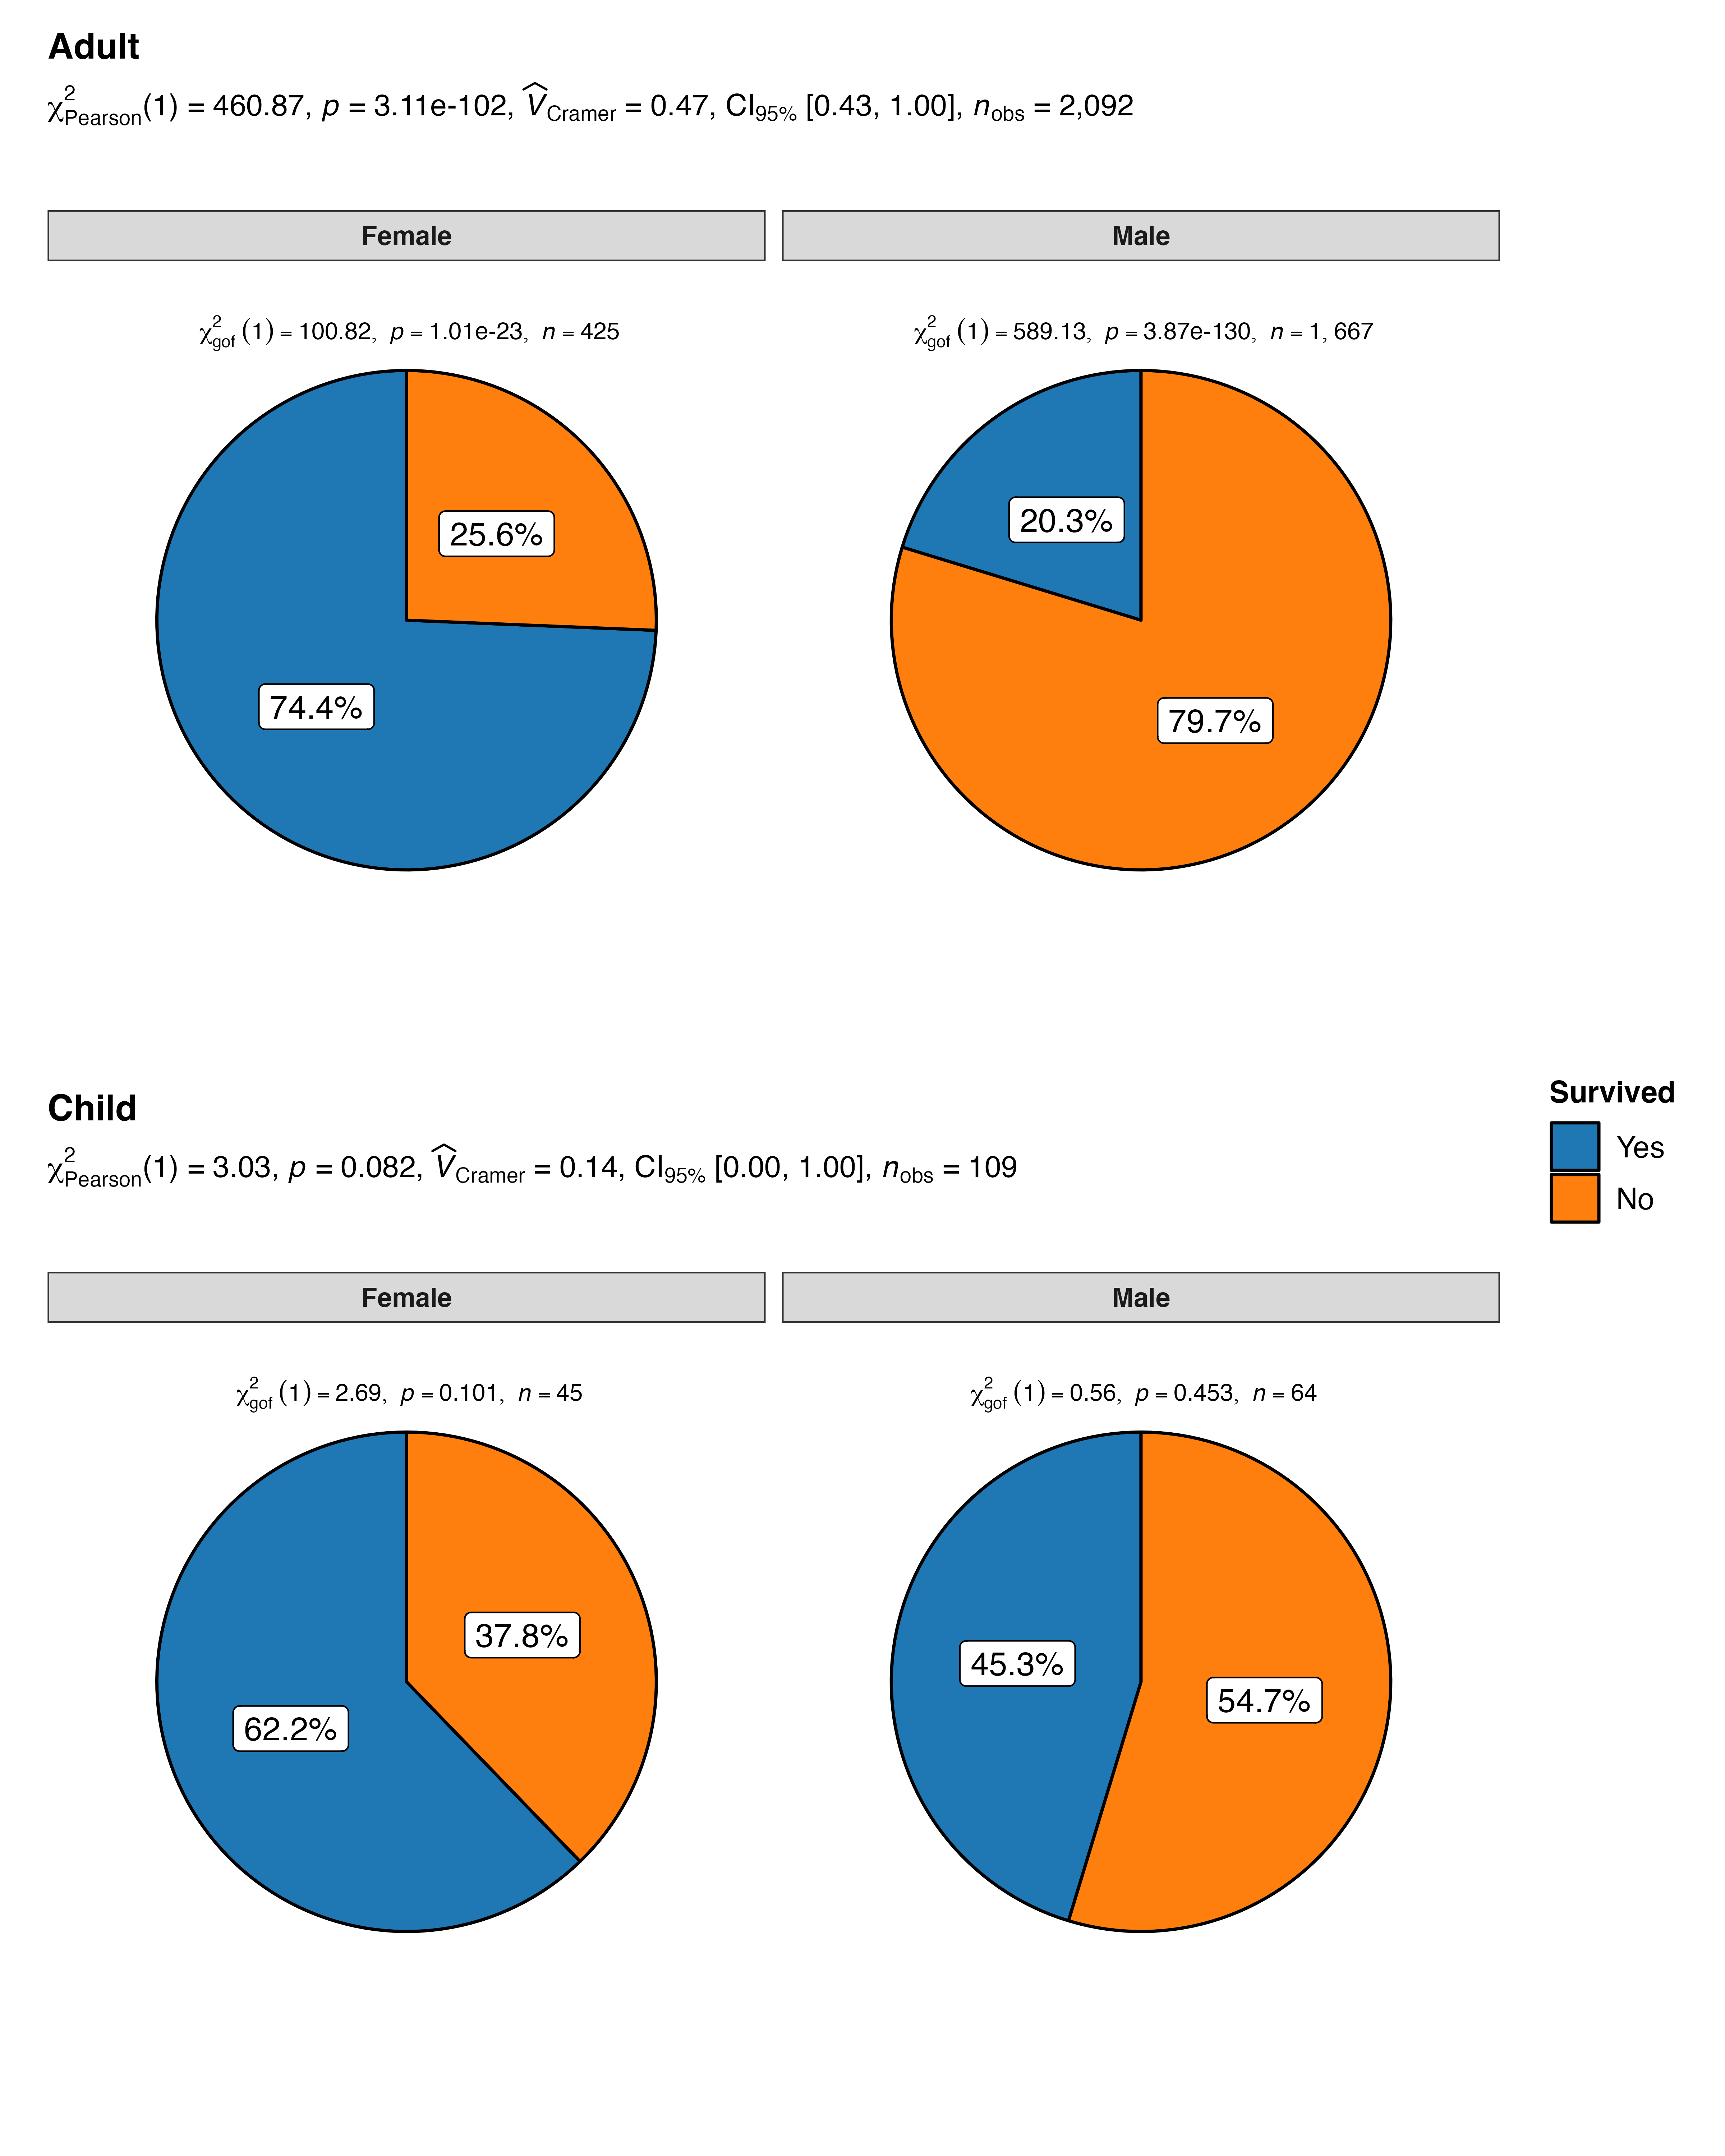 Adult
χ²Pearson(1) = 460.87, p = 3.11e-102, V̂Cramer = 0.47, CI95% [0.43, 1.00], nobs = 2,092
Female
Male
χ²gof (1) = 100.82, p = 1.01e-23, n = 425
χ²gof (1) = 589.13, p = 3.87e-130, n = 1, 667
25.6%
74.4%
20.3%
79.7%
Child
χ²Pearson(1) = 3.03, p = 0.082, V̂Cramer = 0.14, CI95% [0.00, 1.00], nobs = 109
Female
Male
χ²gof (1) = 2.69, p = 0.101, n = 45
χ²gof (1) = 0.56, p = 0.453, n = 64
37.8%
62.2%
45.3%
54.7%
Survived
Yes
No